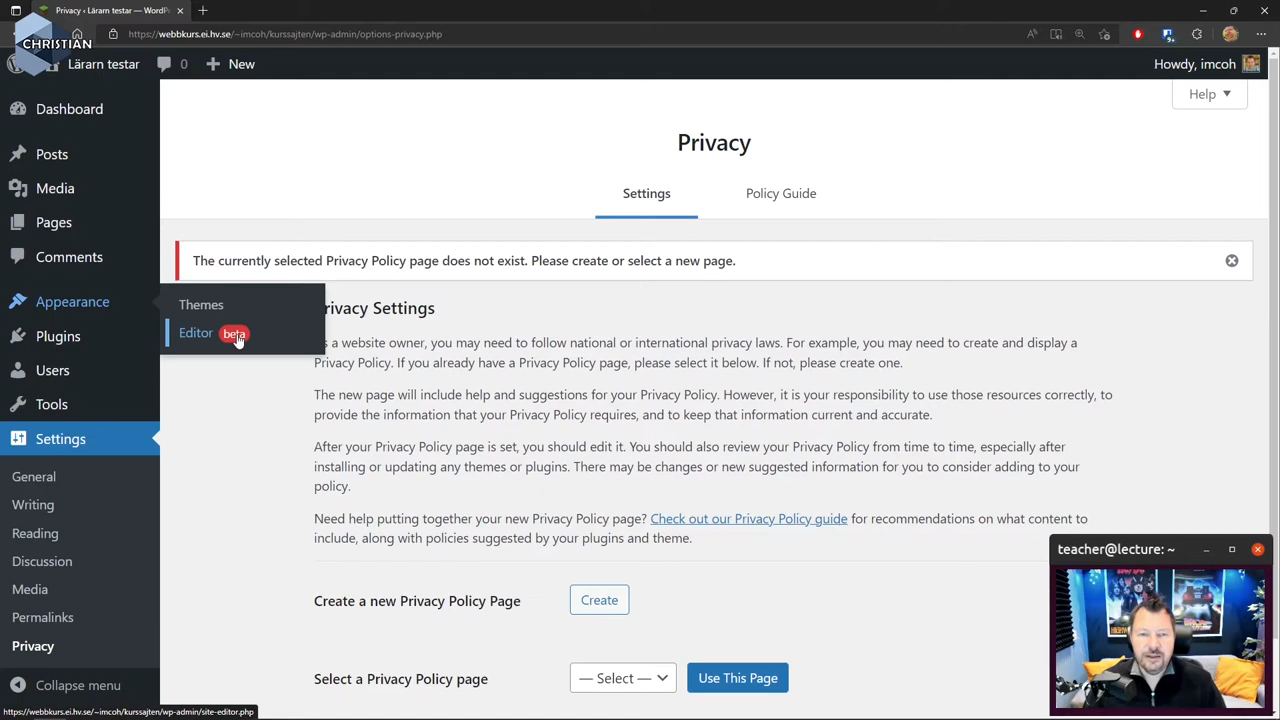 Privacy ‹ Lärarn testar — WordPr
https://webbkurs.ei.hv.se/~imcoh/kurssajten/wp-admin/options-privacy.php
CHRISTIAN
Lärarn testar
0
New
Howdy, imcoh
Dashboard
Posts
Media
Pages
Comments
Appearance
Plugins
Users
Tools
Settings
General
Writing
Reading
Discussion
Media
Permalinks
Privacy
Collapse menu
Themes
Editor beta
Help
Privacy
Settings
Policy Guide
The currently selected Privacy Policy page does not exist. Please create or select a new page.
rivacy Settings
s a website owner, you may need to follow national or international privacy laws. For example, you may need to create and display a
Privacy Policy. If you already have a Privacy Policy page, please select it below. If not, please create one.
The new page will include help and suggestions for your Privacy Policy. However, it is your responsibility to use those resources correctly, to
provide the information that your Privacy Policy requires, and to keep that information current and accurate.
After your Privacy Policy page is set, you should edit it. You should also review your Privacy Policy from time to time, especially after
installing or updating any themes or plugins. There may be changes or new suggested information for you to consider adding to your
policy.
Need help putting together your new Privacy Policy page? Check out our Privacy Policy guide for recommendations on what content to
include, along with policies suggested by your plugins and theme.
Create a new Privacy Policy Page
Create
Select a Privacy Policy page
— Select —
Use This Page
teacher@lecture: ~
https://webbkurs.ei.hv.se/~imcoh/kurssajten/wp-admin/site-editor.php